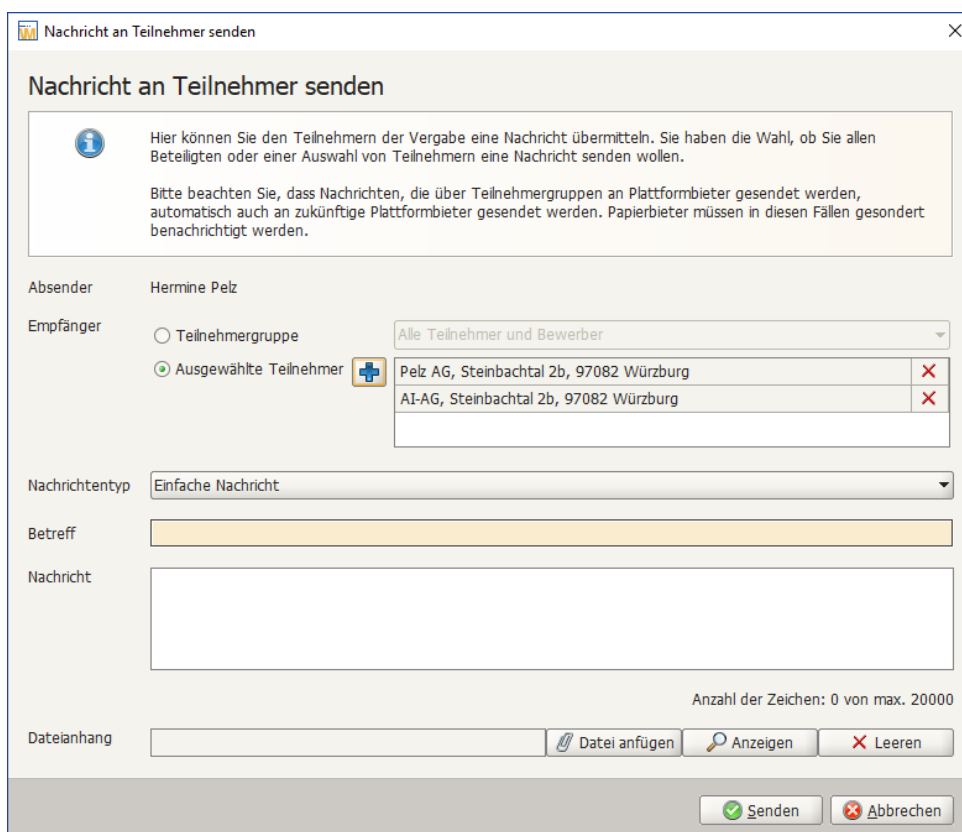 Nachricht an Teilnehmer senden
Nachricht an Teilnehmer senden
Hier können Sie den Teilnehmern der Vergabe eine Nachricht übermitteln. Sie haben die Wahl, ob Sie allen
Beteiligten oder einer Auswahl von Teilnehmern eine Nachricht senden wollen.
Bitte beachten Sie, dass Nachrichten, die über Teilnehmergruppen an Plattformbieter gesendet werden,
automatisch auch an zukünftige Plattformbieter gesendet werden. Papierbieter müssen in diesen Fällen gesondert
benachrichtigt werden.
Absender Hermine Pelz
Empfänger
Teilnehmergruppe Alle Teilnehmer und Bewerber
Ausgewählte Teilnehmer Pelz AG, Steinbachtal 2b, 97082 Würzburg
AI-AG, Steinbachtal 2b, 97082 Würzburg
Nachrichtentyp Einfache Nachricht
Betreff
Nachricht
Anzahl der Zeichen: 0 von max. 20000
Dateianhang Datei anfügen Anzeigen Leeren
Senden Abbrechen